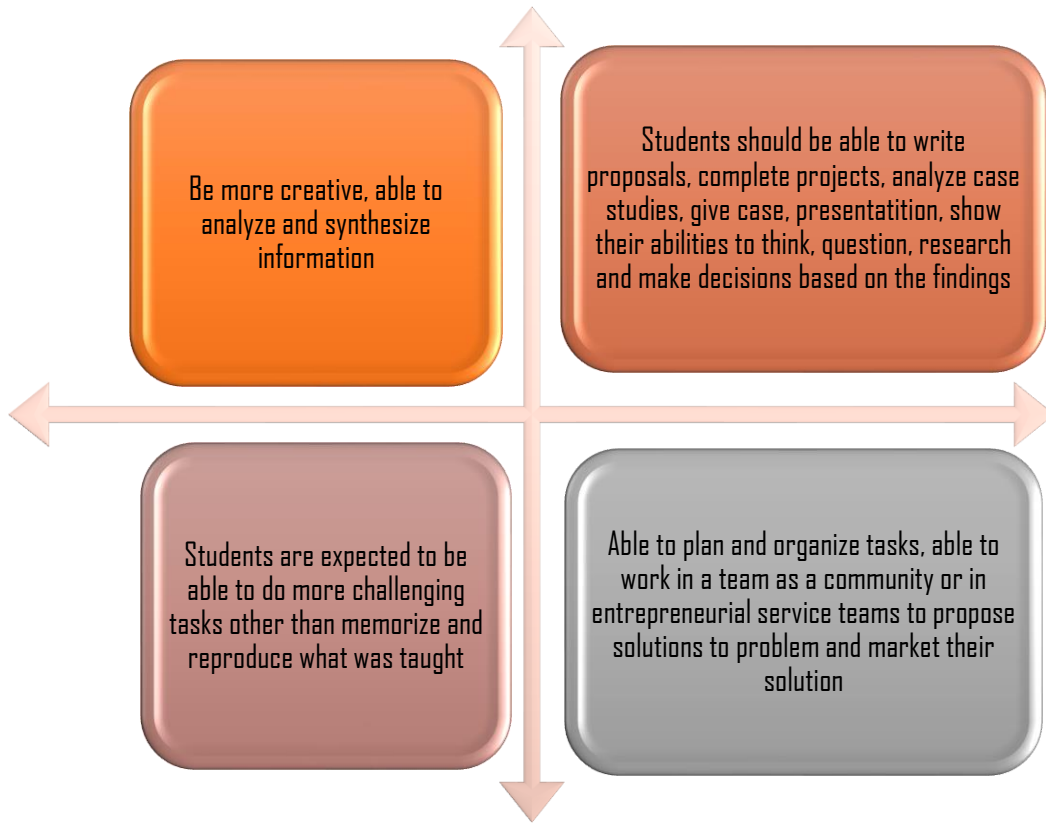 Be more creative, able to
analyze and synthesize
information
Students should be able to write
proposals, complete projects, analyze case
studies, give case, presentatition, show
their abilities to think, question, research
and make decisions based on the findings
Students are expected to be
able to do more challenging
tasks other than memorize and
reproduce what was taught
Able to plan and organize tasks, able to
work in a team as a community or in
entrepreneurial service teams to propose
solutions to problem and market their
solution